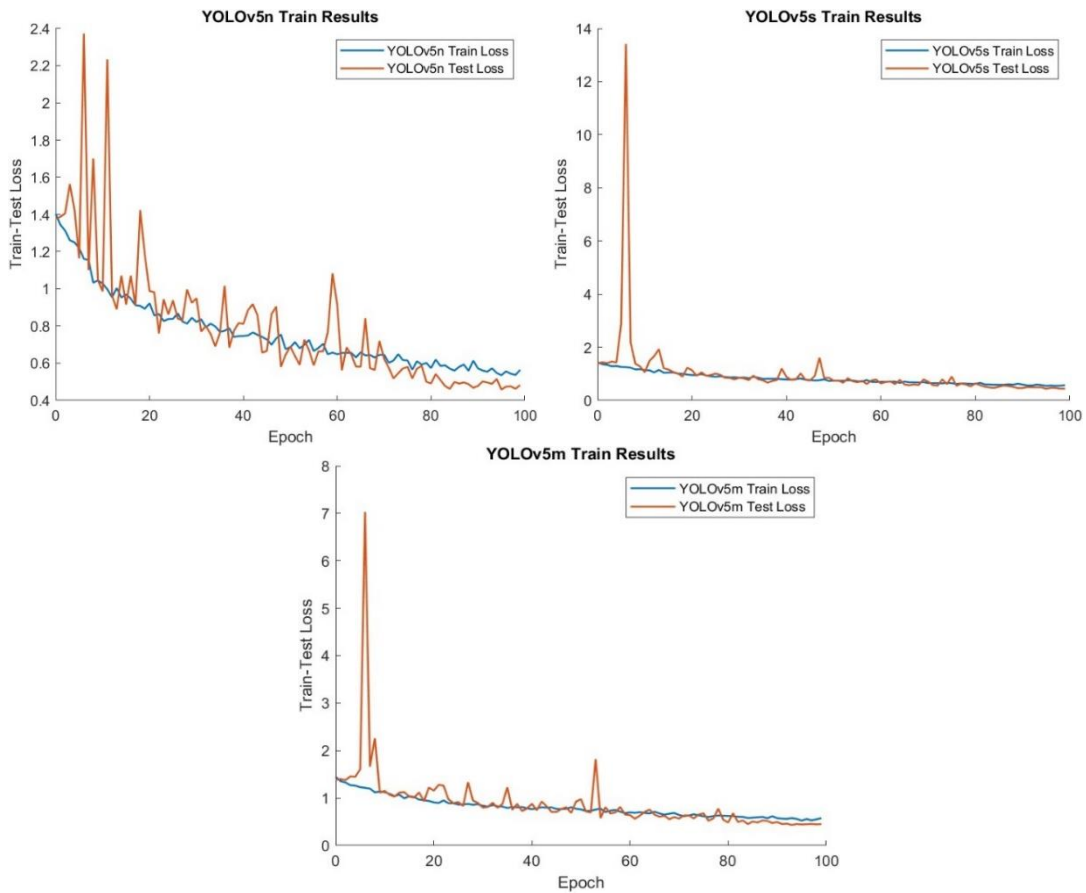 YOLOv5n Train Results
2.4
2.2
2
1.8
1.6
1.4
1.2
1
0.8
0.6
0.4
Train-Test Loss
YOLOv5n Train Loss
YOLOv5n Test Loss
0 20 40 60 80 100
Epoch
YOLOv5s Train Results
14
12
10
8
6
4
2
0
Train-Test Loss
YOLOv5s Train Loss
YOLOv5s Test Loss
0 20 40 60 80 100
Epoch
YOLOv5m Train Results
8
7
6
5
4
3
2
1
0
Train-Test Loss
YOLOv5m Train Loss
YOLOv5m Test Loss
0 20 40 60 80 100
Epoch